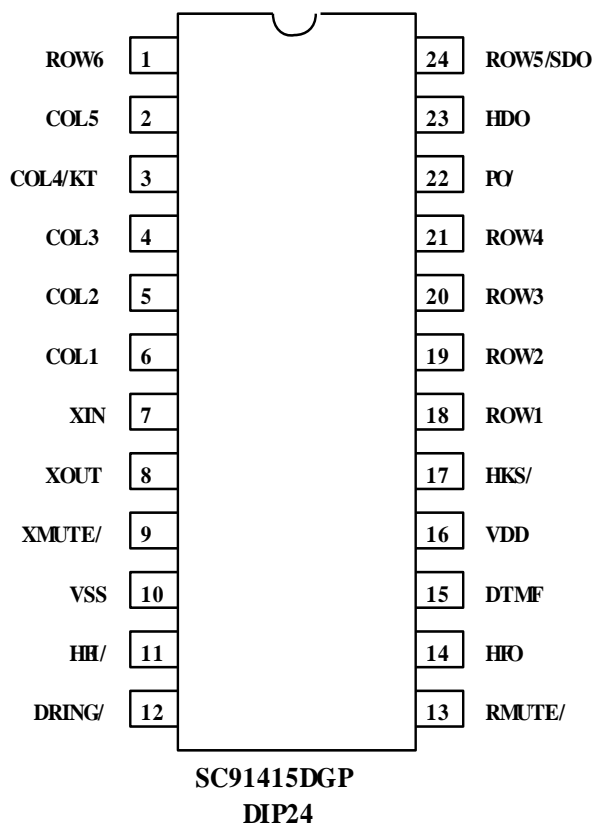 ROW6 1 24 ROW5/SDO
COL5 2 23 HDO
COL4/KT 3 22 PO/
COL3 4 21 ROW4
COL2 5 20 ROW3
COL1 6 19 ROW2
XIN 7 18 ROW1
XOUT 8 17 HKS/
XMUTE/ 9 16 VDD
VSS 10 15 DTMF
HFI/ 11 14 HFO
DRING/ 12 13 RMUTE/
SC91415DGP
DIP24